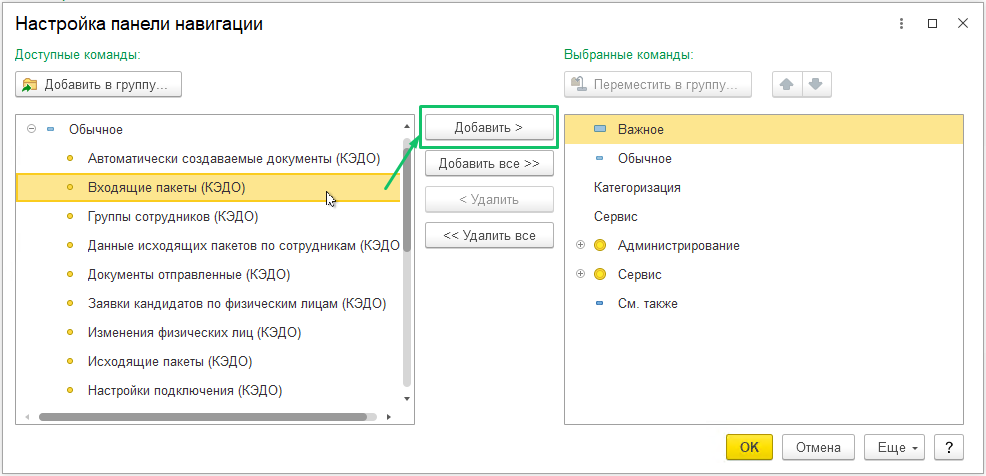 Настройка панели навигации
Доступные команды:
Добавить в группу...
Обычное
Автоматически создаваемые документы (КЭДО)
Входящие пакеты (КЭДО)
Группы сотрудников (КЭДО)
Данные исходящих пакетов по сотрудникам (КЭДО
Документы отправленные (КЭДО)
Заявки кандидатов по физическим лицам (КЭДО)
Изменения физических лиц (КЭДО)
Исходящие пакеты (КЭДО)
Настройки подключения (КЭДО)
Добавить >
Добавить все >>
< Удалить
<< Удалить все
Выбранные команды:
Переместить в группу...
Важное
Обычное
Категоризация
Сервис
Администрирование
Сервис
См. также
ОК
Отмена
Еще
?